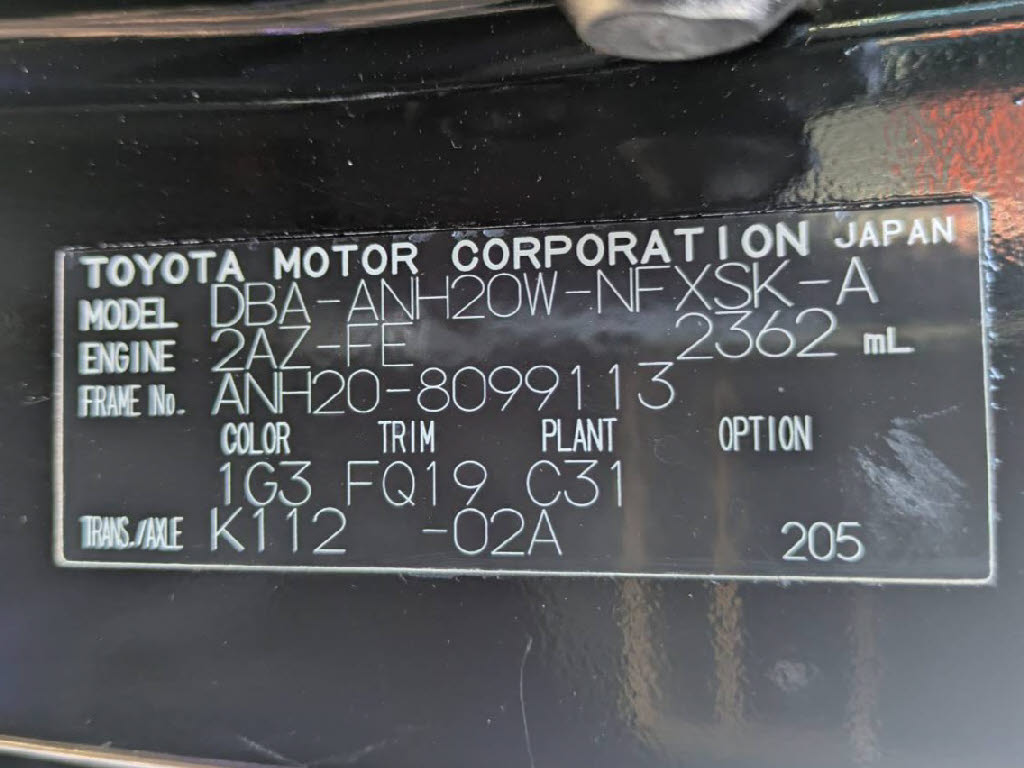 TOYOTA MOTOR CORPORATION JAPAN
MODEL DBA-ANH20W-NFXSK-A
ENGINE 2AZ-FE 2362 mL
FRAME No. ANH20-8099113
COLOR TRIM PLANT OPTION
1G3 FQ19 C31
TRANS./AXLE K112 -02A 205